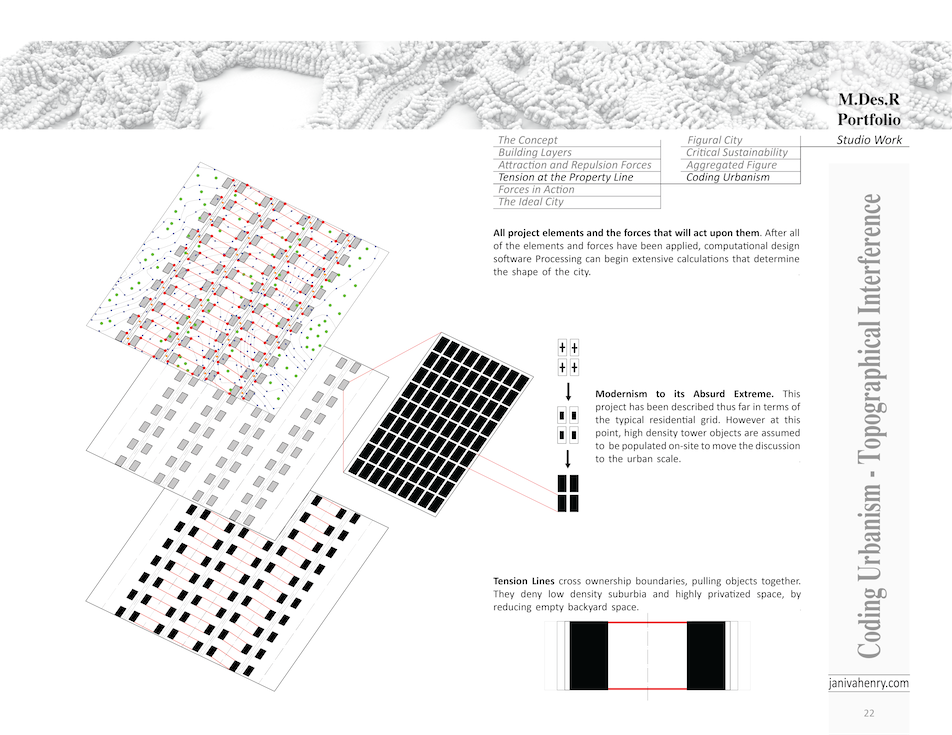 M.Des.R
Portfolio
Studio Work
The Concept
Building Layers
Attraction and Repulsion Forces
Tension at the Property Line
Forces in Action
The Ideal City
Figural City
Critical Sustainability
Aggregated Figure
Coding Urbanism
All project elements and the forces that will act upon them. After all
of the elements and forces have been applied, computational design
software Processing can begin extensive calculations that determine
the shape of the city.
Modernism to its Absurd Extreme. This
project has been described thus far in terms of
the typical residential grid. However at this
point, high density tower objects are assumed
to be populated on-site to move the discussion
to the urban scale.
Tension Lines cross ownership boundaries, pulling objects together.
They deny low density suburbia and highly privatized space, by
reducing empty backyard space.
Coding Urbanism - Topographical Interference
janivahenry.com
22